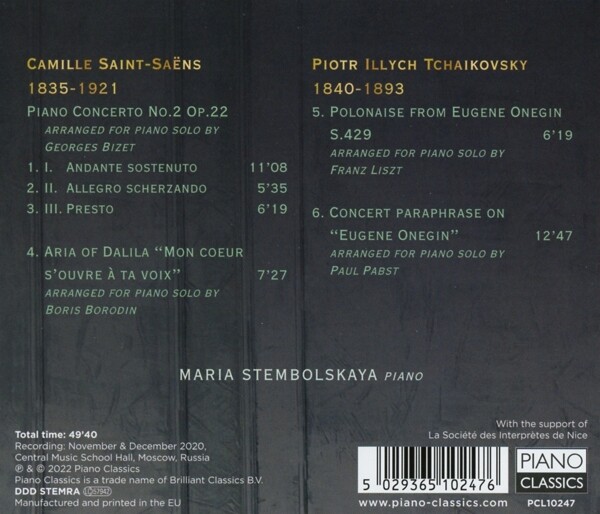 CAMILLE SAINT-SAËNS
1835-1921
PIANO CONCERTO NO.2 OP.22
ARRANGED FOR PIANO SOLO BY
GEORGES BIZET
1. I. ANDANTE SOSTENUTO 11'08
2. II. ALLEGRO SCHERZANDO 5'35
3. III. PRESTO 6'19
4. ARIA OF DALILA “MON COEUR
S'OUVRE À TA VOIX” 7'27
ARRANGED FOR PIANO SOLO BY
BORIS BORODIN
PIOTR ILLYCH TCHAIKOVSKY
1840-1893
5. POLONAISE FROM EUGENE ONEGIN
S.429 6'19
ARRANGED FOR PIANO SOLO BY
FRANZ LISZT
6. CONCERT PARAPHRASE ON
“EUGENE ONEGIN” 12'47
ARRANGED FOR PIANO SOLO BY
PAUL PABST
MARIA STEMBOLSKAYA PIANO
Total time: 49'40
Recording: November & December 2020,
Central Music School Hall, Moscow, Russia
℗ & © 2022 Piano Classics
Piano Classics is a trade name of Brilliant Classics B.V.
DDD STEMRA LC 57942
Manufactured and printed in the EU
With the support of
La Société des Interprètes de Nice
5 029365 102476
www.piano-classics.com
PIANO
CLASSICS
PCL10247